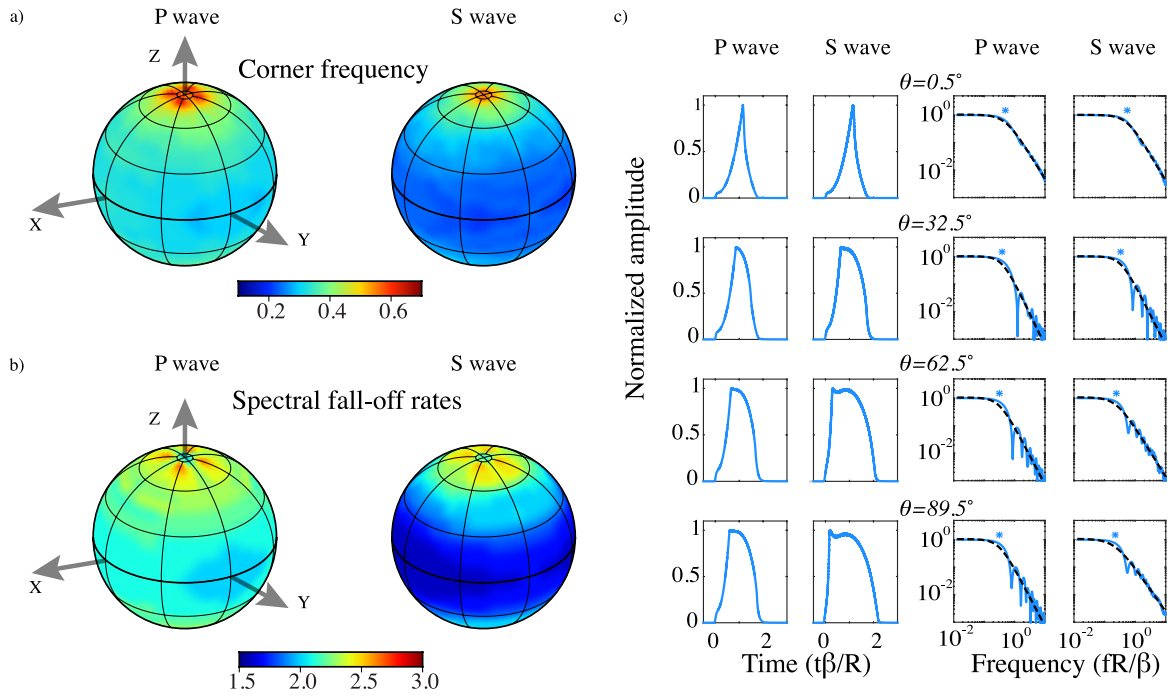 a)
P wave
S wave
Z
Corner frequency
X
Y
0.2 0.4 0.6
b)
P wave
S wave
Z
Spectral fall-off rates
X
Y
1.5 2.0 2.5 3.0
c)
P wave S wave P wave S wave
Normalized amplitude
θ=0.5°
1
0.5
0
10^0
10^-2
θ=32.5°
1
0.5
0
10^0
10^-2
θ=62.5°
1
0.5
0
10^0
10^-2
θ=89.5°
1
0.5
0
10^0
10^-2
0 2 0 2
10^-2 10^0 10^-2 10^0
Time (tβ/R)
Frequency (fR/β)